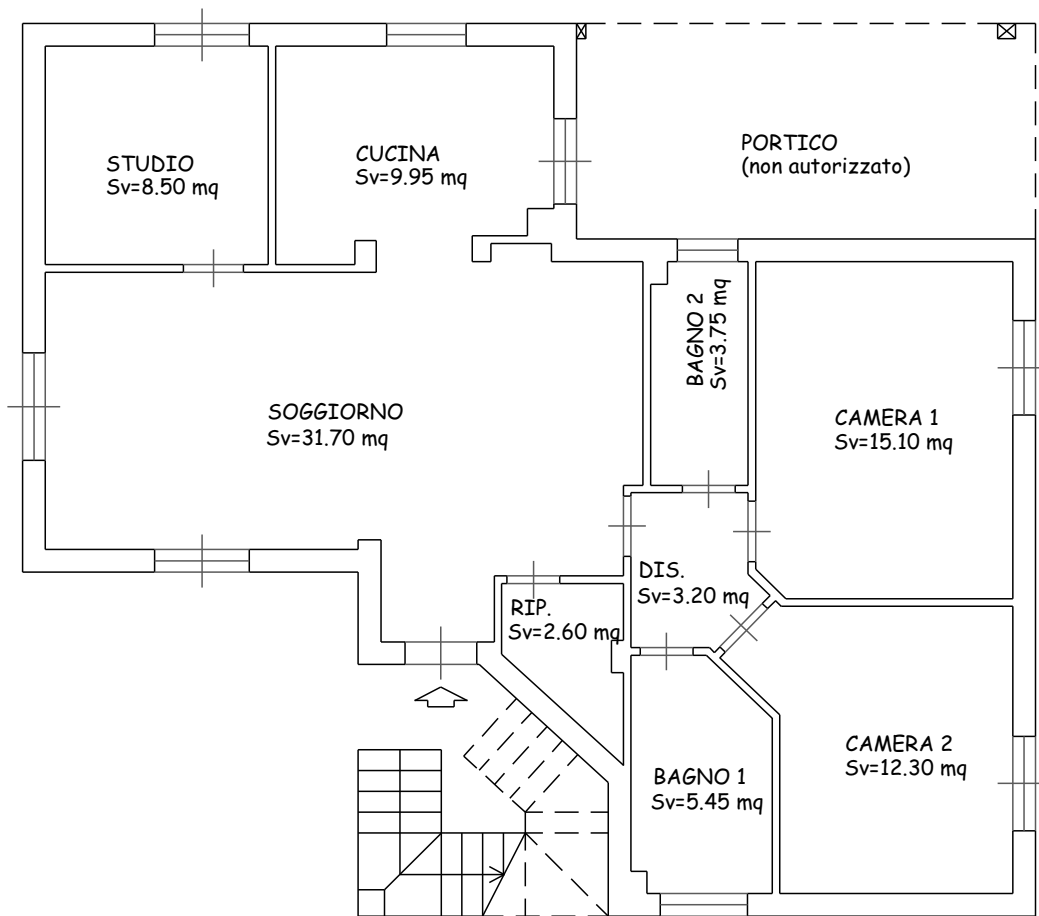 STUDIO
Sv=8.50 mq
CUCINA
Sv=9.95 mq
PORTICO
(non autorizzato)
BAGNO 2
Sv=3.75 mq
SOGGIORNO
Sv=31.70 mq
CAMERA 1
Sv=15.10 mq
DIS.
Sv=3.20 mq
RIP.
Sv=2.60 mq
CAMERA 2
Sv=12.30 mq
BAGNO 1
Sv=5.45 mq